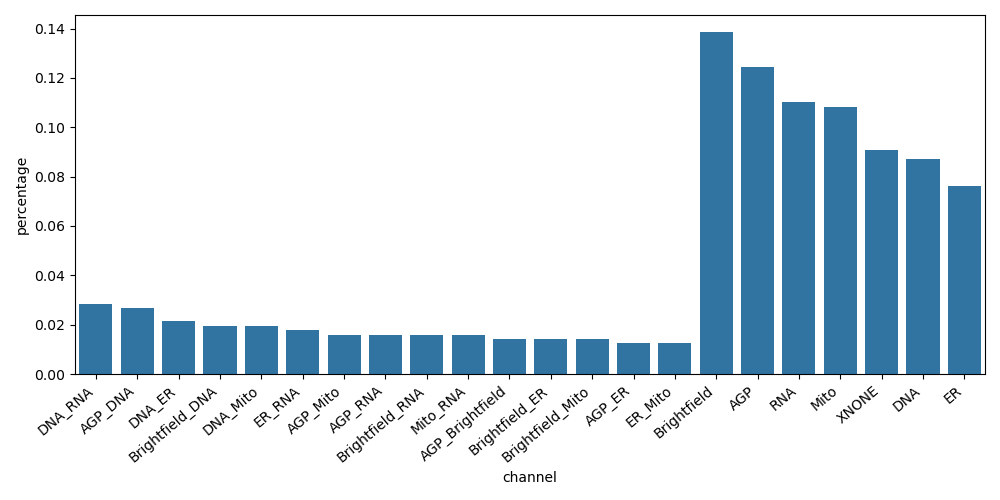 0.14
0.12
0.10
0.08
0.06
0.04
0.02
0.00
percentage
DNA_RNA
AGP_DNA
DNA_ER
Brightfield_DNA
DNA_Mito
ER_RNA
AGP_Mito
AGP_RNA
Brightfield_RNA
Mito_RNA
AGP_Brightfield
Brightfield_ER
Brightfield_Mito
AGP_ER
ER_Mito
Brightfield
AGP
RNA
Mito
XNONE
DNA
ER
channel